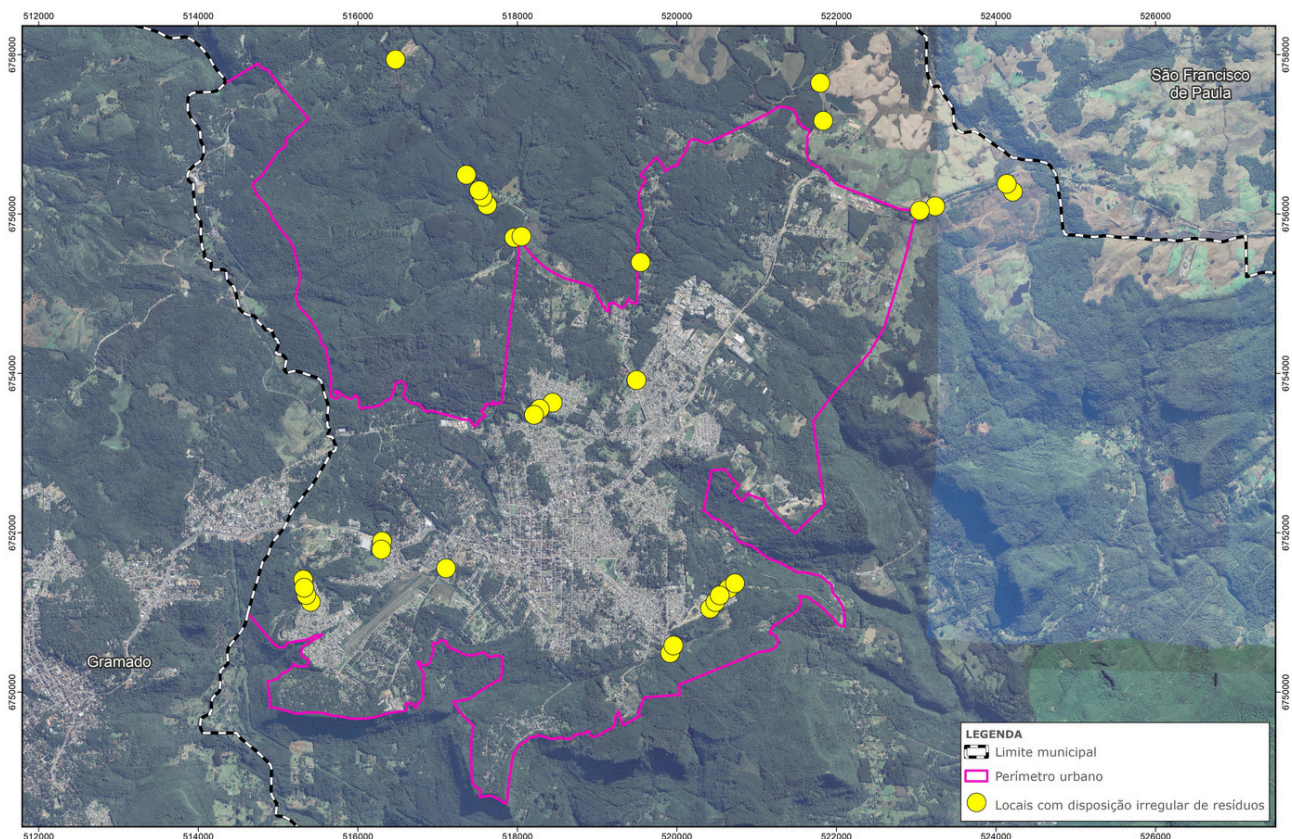 512000 514000 516000 518000 520000 522000 524000 526000
6758000 6758000
São Francisco
de Paula
6756000 6756000
6754000 6754000
6752000 6752000
Gramado
6750000 6750000
LEGENDA
Limite municipal
Perímetro urbano
Locais com disposição irregular de resíduos
512000 514000 516000 518000 520000 522000 524000 526000